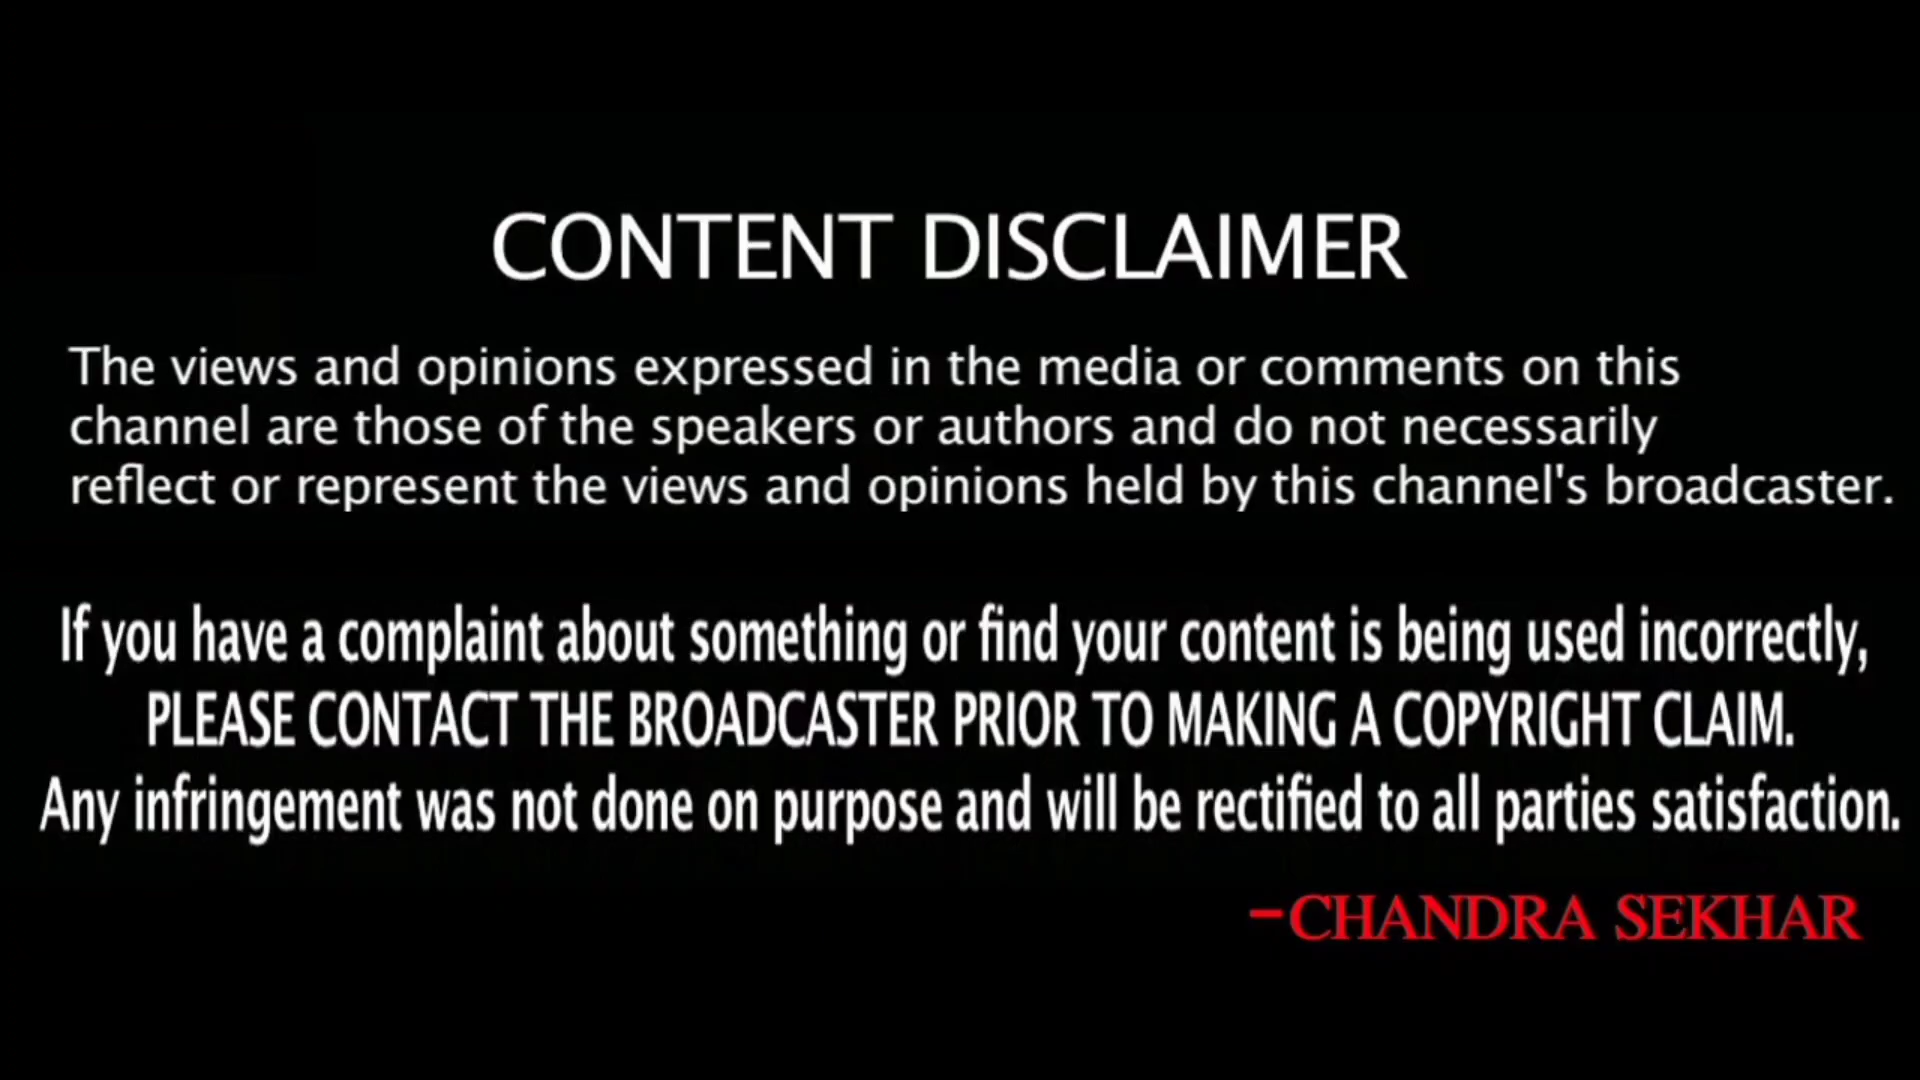 CONTENT DISCLAIMER
The views and opinions expressed in the media or comments on this
channel are those of the speakers or authors and do not necessarily
reflect or represent the views and opinions held by this channel's broadcaster.
If you have a complaint about something or find your content is being used incorrectly,
PLEASE CONTACT THE BROADCASTER PRIOR TO MAKING A COPYRIGHT CLAIM.
Any infringement was not done on purpose and will be rectified to all parties satisfaction.
-CHANDRA SEKHAR